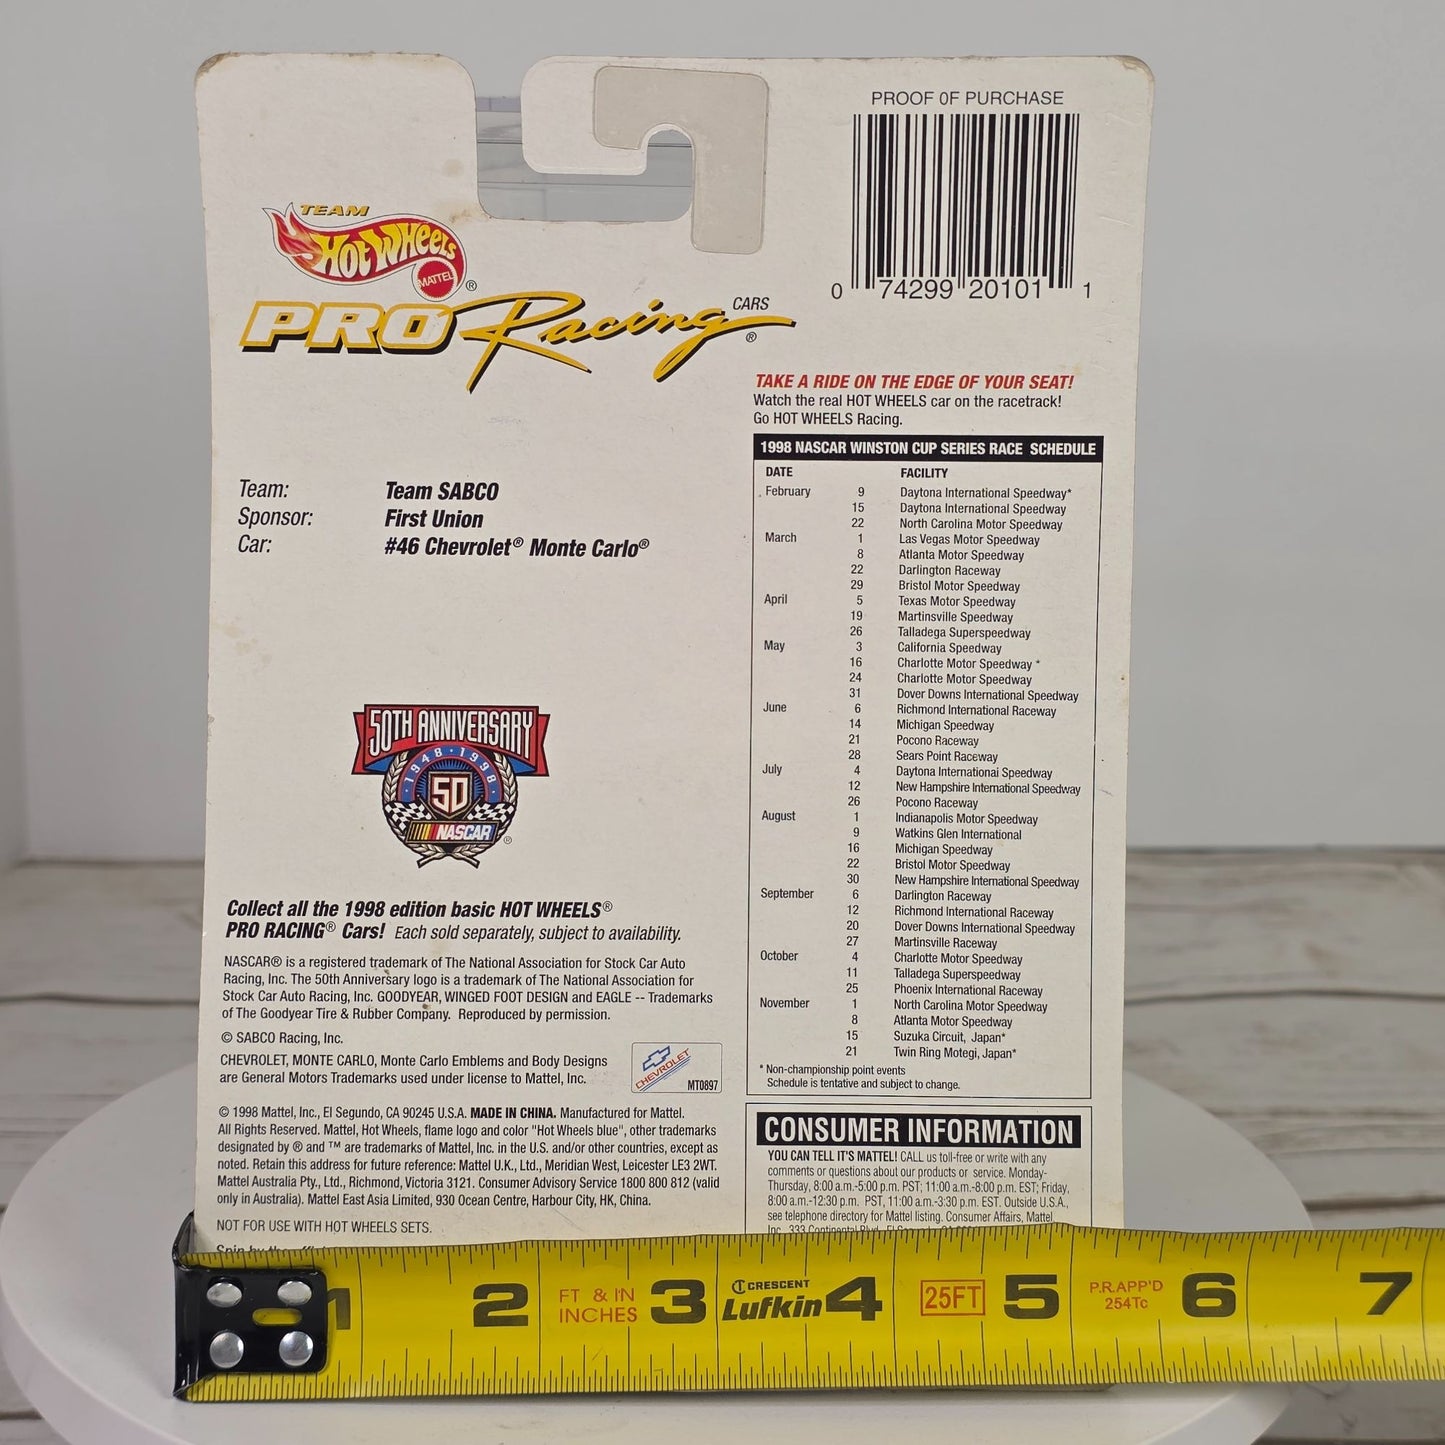 PROOF 0F PURCHASE
0 74299 20101 1
TEAM
HOT WHEELS
MATTEL ®
PRO Racing CARS ®
TAKE A RIDE ON THE EDGE OF YOUR SEAT!
Watch the real HOT WHEELS car on the racetrack!
Go HOT WHEELS Racing.
Team: Team SABCO
Sponsor: First Union
Car: #46 Chevrolet® Monte Carlo®
50TH ANNIVERSARY
1948 · 1998
50
NASCAR ®
Collect all the 1998 edition basic HOT WHEELS®
PRO RACING® Cars! Each sold separately, subject to availability.
NASCAR® is a registered trademark of The National Association for Stock Car Auto
Racing, Inc. The 50th Anniversary logo is a trademark of The National Association for
Stock Car Auto Racing, Inc. GOODYEAR, WINGED FOOT DESIGN and EAGLE -- Trademarks
of The Goodyear Tire & Rubber Company. Reproduced by permission.
© SABCO Racing, Inc.
CHEVROLET, MONTE CARLO, Monte Carlo Emblems and Body Designs
are General Motors Trademarks used under license to Mattel, Inc.
CHEVROLET
MT0897
© 1998 Mattel, Inc., El Segundo, CA 90245 U.S.A. MADE IN CHINA. Manufactured for Mattel.
All Rights Reserved. Mattel, Hot Wheels, flame logo and color "Hot Wheels blue", other trademarks
designated by ® and ™ are trademarks of Mattel, Inc. in the U.S. and/or other countries, except as
noted. Retain this address for future reference: Mattel U.K., Ltd., Meridian West, Leicester LE3 2WT.
Mattel Australia Pty., Ltd., Richmond, Victoria 3121. Consumer Advisory Service 1800 800 812 (valid
only in Australia). Mattel East Asia Limited, 930 Ocean Centre, Harbour City, HK, China.
NOT FOR USE WITH HOT WHEELS SETS.
1998 NASCAR WINSTON CUP SERIES RACE SCHEDULE
DATE FACILITY
February 9 Daytona International Speedway*
15 Daytona International Speedway
22 North Carolina Motor Speedway
March 1 Las Vegas Motor Speedway
8 Atlanta Motor Speedway
22 Darlington Raceway
29 Bristol Motor Speedway
April 5 Texas Motor Speedway
19 Martinsville Speedway
26 Talladega Superspeedway
May 3 California Speedway
16 Charlotte Motor Speedway *
24 Charlotte Motor Speedway
31 Dover Downs International Speedway
June 6 Richmond International Raceway
14 Michigan Speedway
21 Pocono Raceway
28 Sears Point Raceway
July 4 Daytona International Speedway
12 New Hampshire International Speedway
26 Pocono Raceway
August 1 Indianapolis Motor Speedway
9 Watkins Glen International
16 Michigan Speedway
22 Bristol Motor Speedway
30 New Hampshire International Speedway
September 6 Darlington Raceway
12 Richmond International Raceway
20 Dover Downs International Speedway
27 Martinsville Raceway
October 4 Charlotte Motor Speedway
11 Talladega Superspeedway
25 Phoenix International Raceway
November 1 North Carolina Motor Speedway
8 Atlanta Motor Speedway
15 Suzuka Circuit, Japan*
21 Twin Ring Motegi, Japan*
* Non-championship point events
Schedule is tentative and subject to change.
CONSUMER INFORMATION
YOU CAN TELL IT'S MATTEL! CALL us toll-free or write with any
comments or questions about our products or service. Monday-
Thursday, 8:00 a.m.-5:00 p.m. PST; 11:00 a.m.-8:00 p.m. EST; Friday,
8:00 a.m.-12:30 p.m. PST, 11:00 a.m.-3:30 p.m. EST. Outside U.S.A.,
see telephone directory for Mattel listing. Consumer Affairs, Mattel
Inc. 333 Continental Blvd.
1 2 FT & IN INCHES 3 CRESCENT Lufkin 4 25FT 5 P.R.APP'D 254Tc 6 7